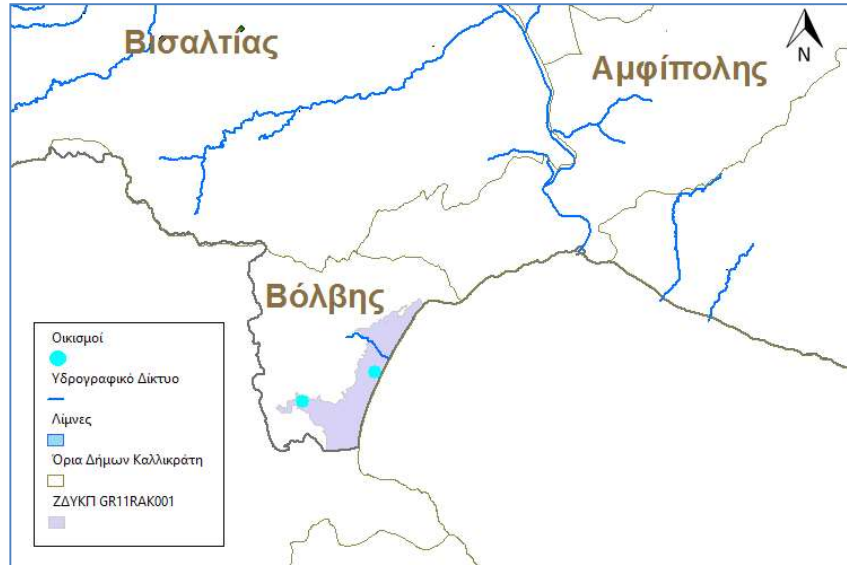 Βισαλτίας
Αμφίπολης
N
Βόλβης
Οικισμοί
Υδρογραφικό Δίκτυο
Λίμνες
Όρια Δήμων Καλλικράτη
ΖΔΥΚΠ GR11RAK001